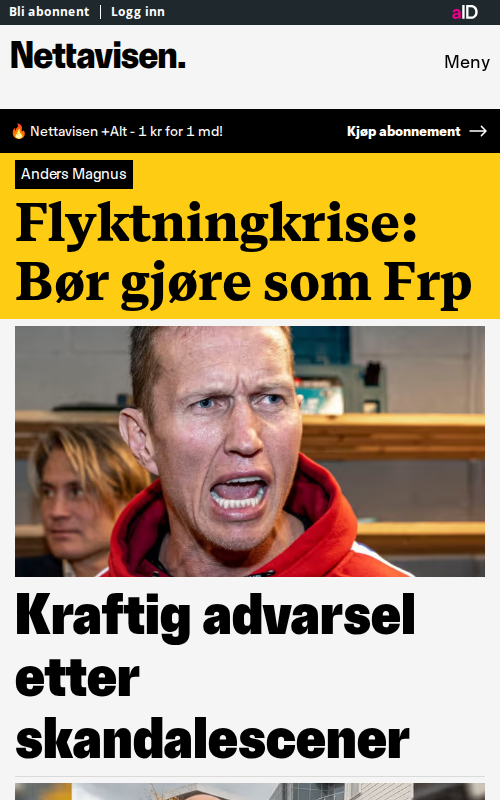 Bli abonnent | Logg inn
aID
Nettavisen.
Meny
🔥 Nettavisen +Alt - 1 kr for 1 md!
Kjøp abonnement →
Anders Magnus
Flyktningkrise:
Bør gjøre som Frp
Kraftig advarsel
etter
skandalescener